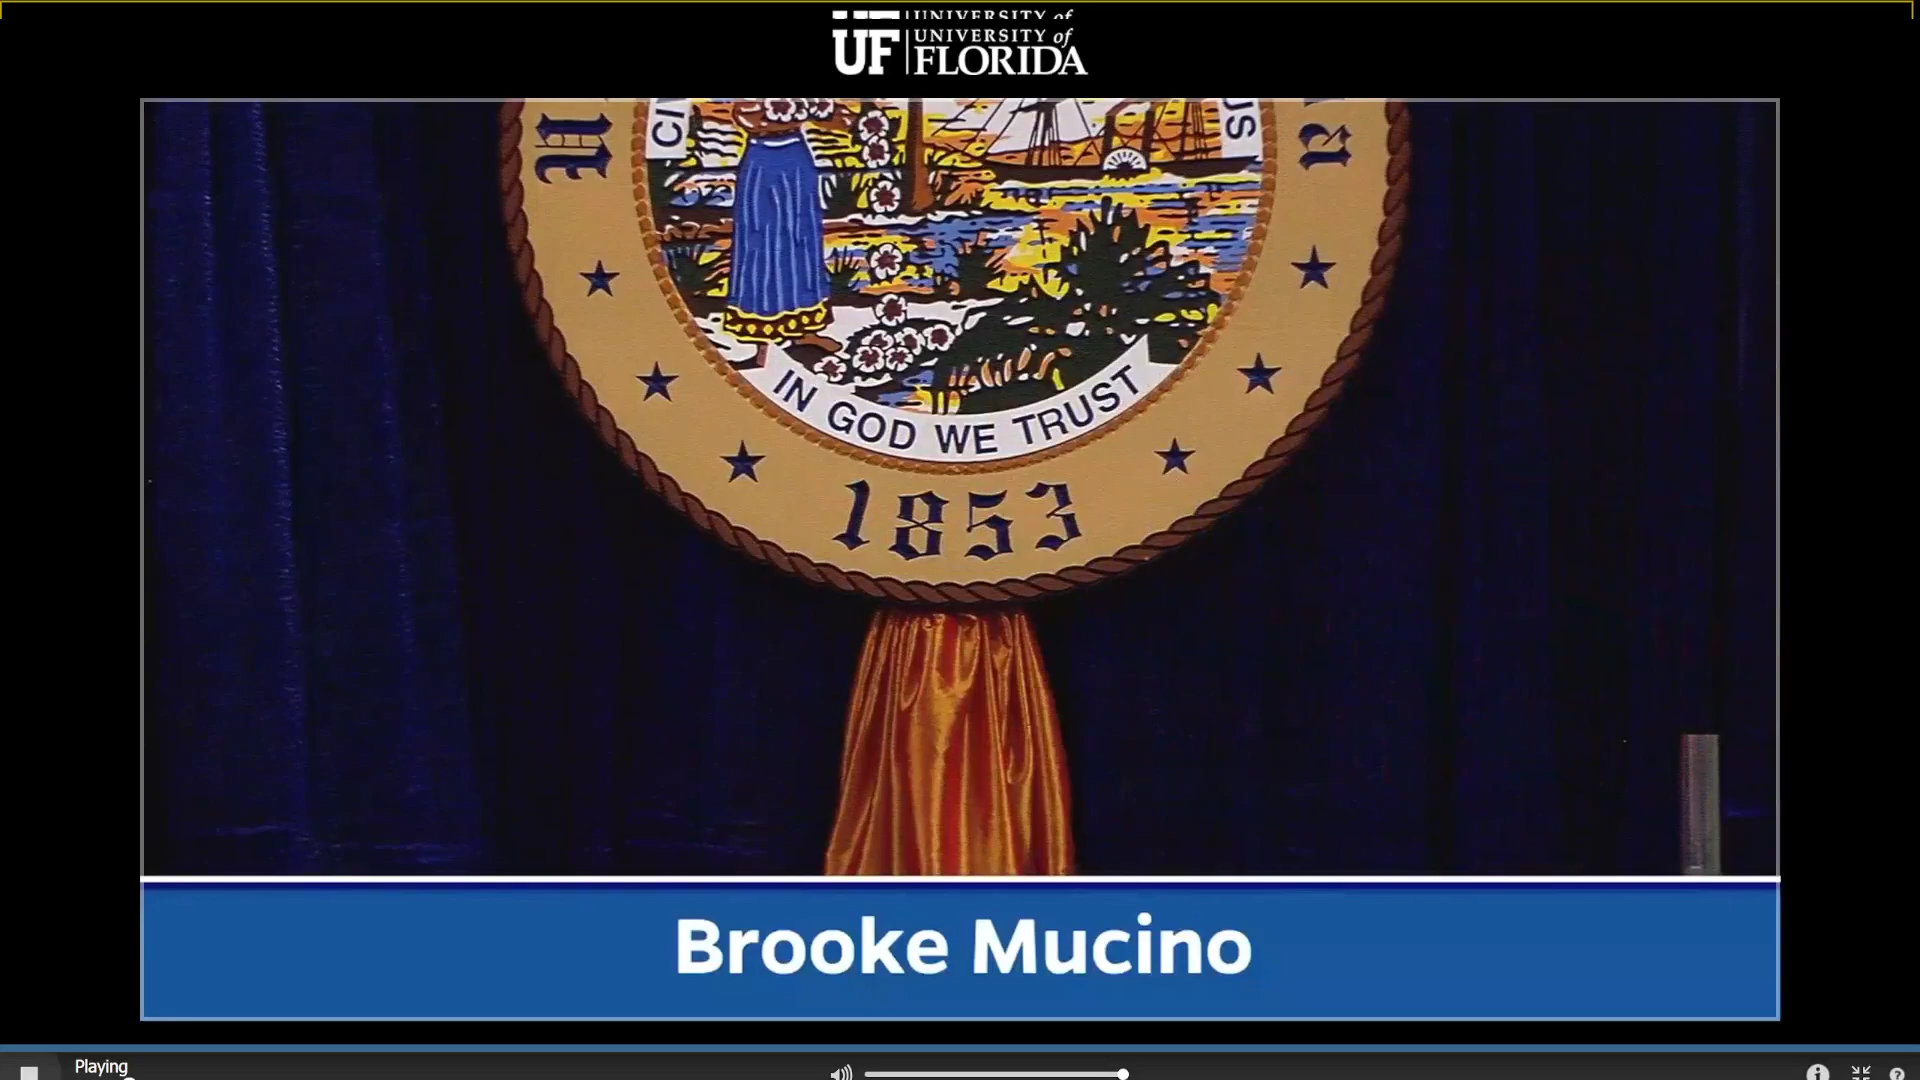 UNIVERSITY of
UF UNIVERSITY of
FLORIDA
IN GOD WE TRUST
1853
Brooke Mucino
Playing